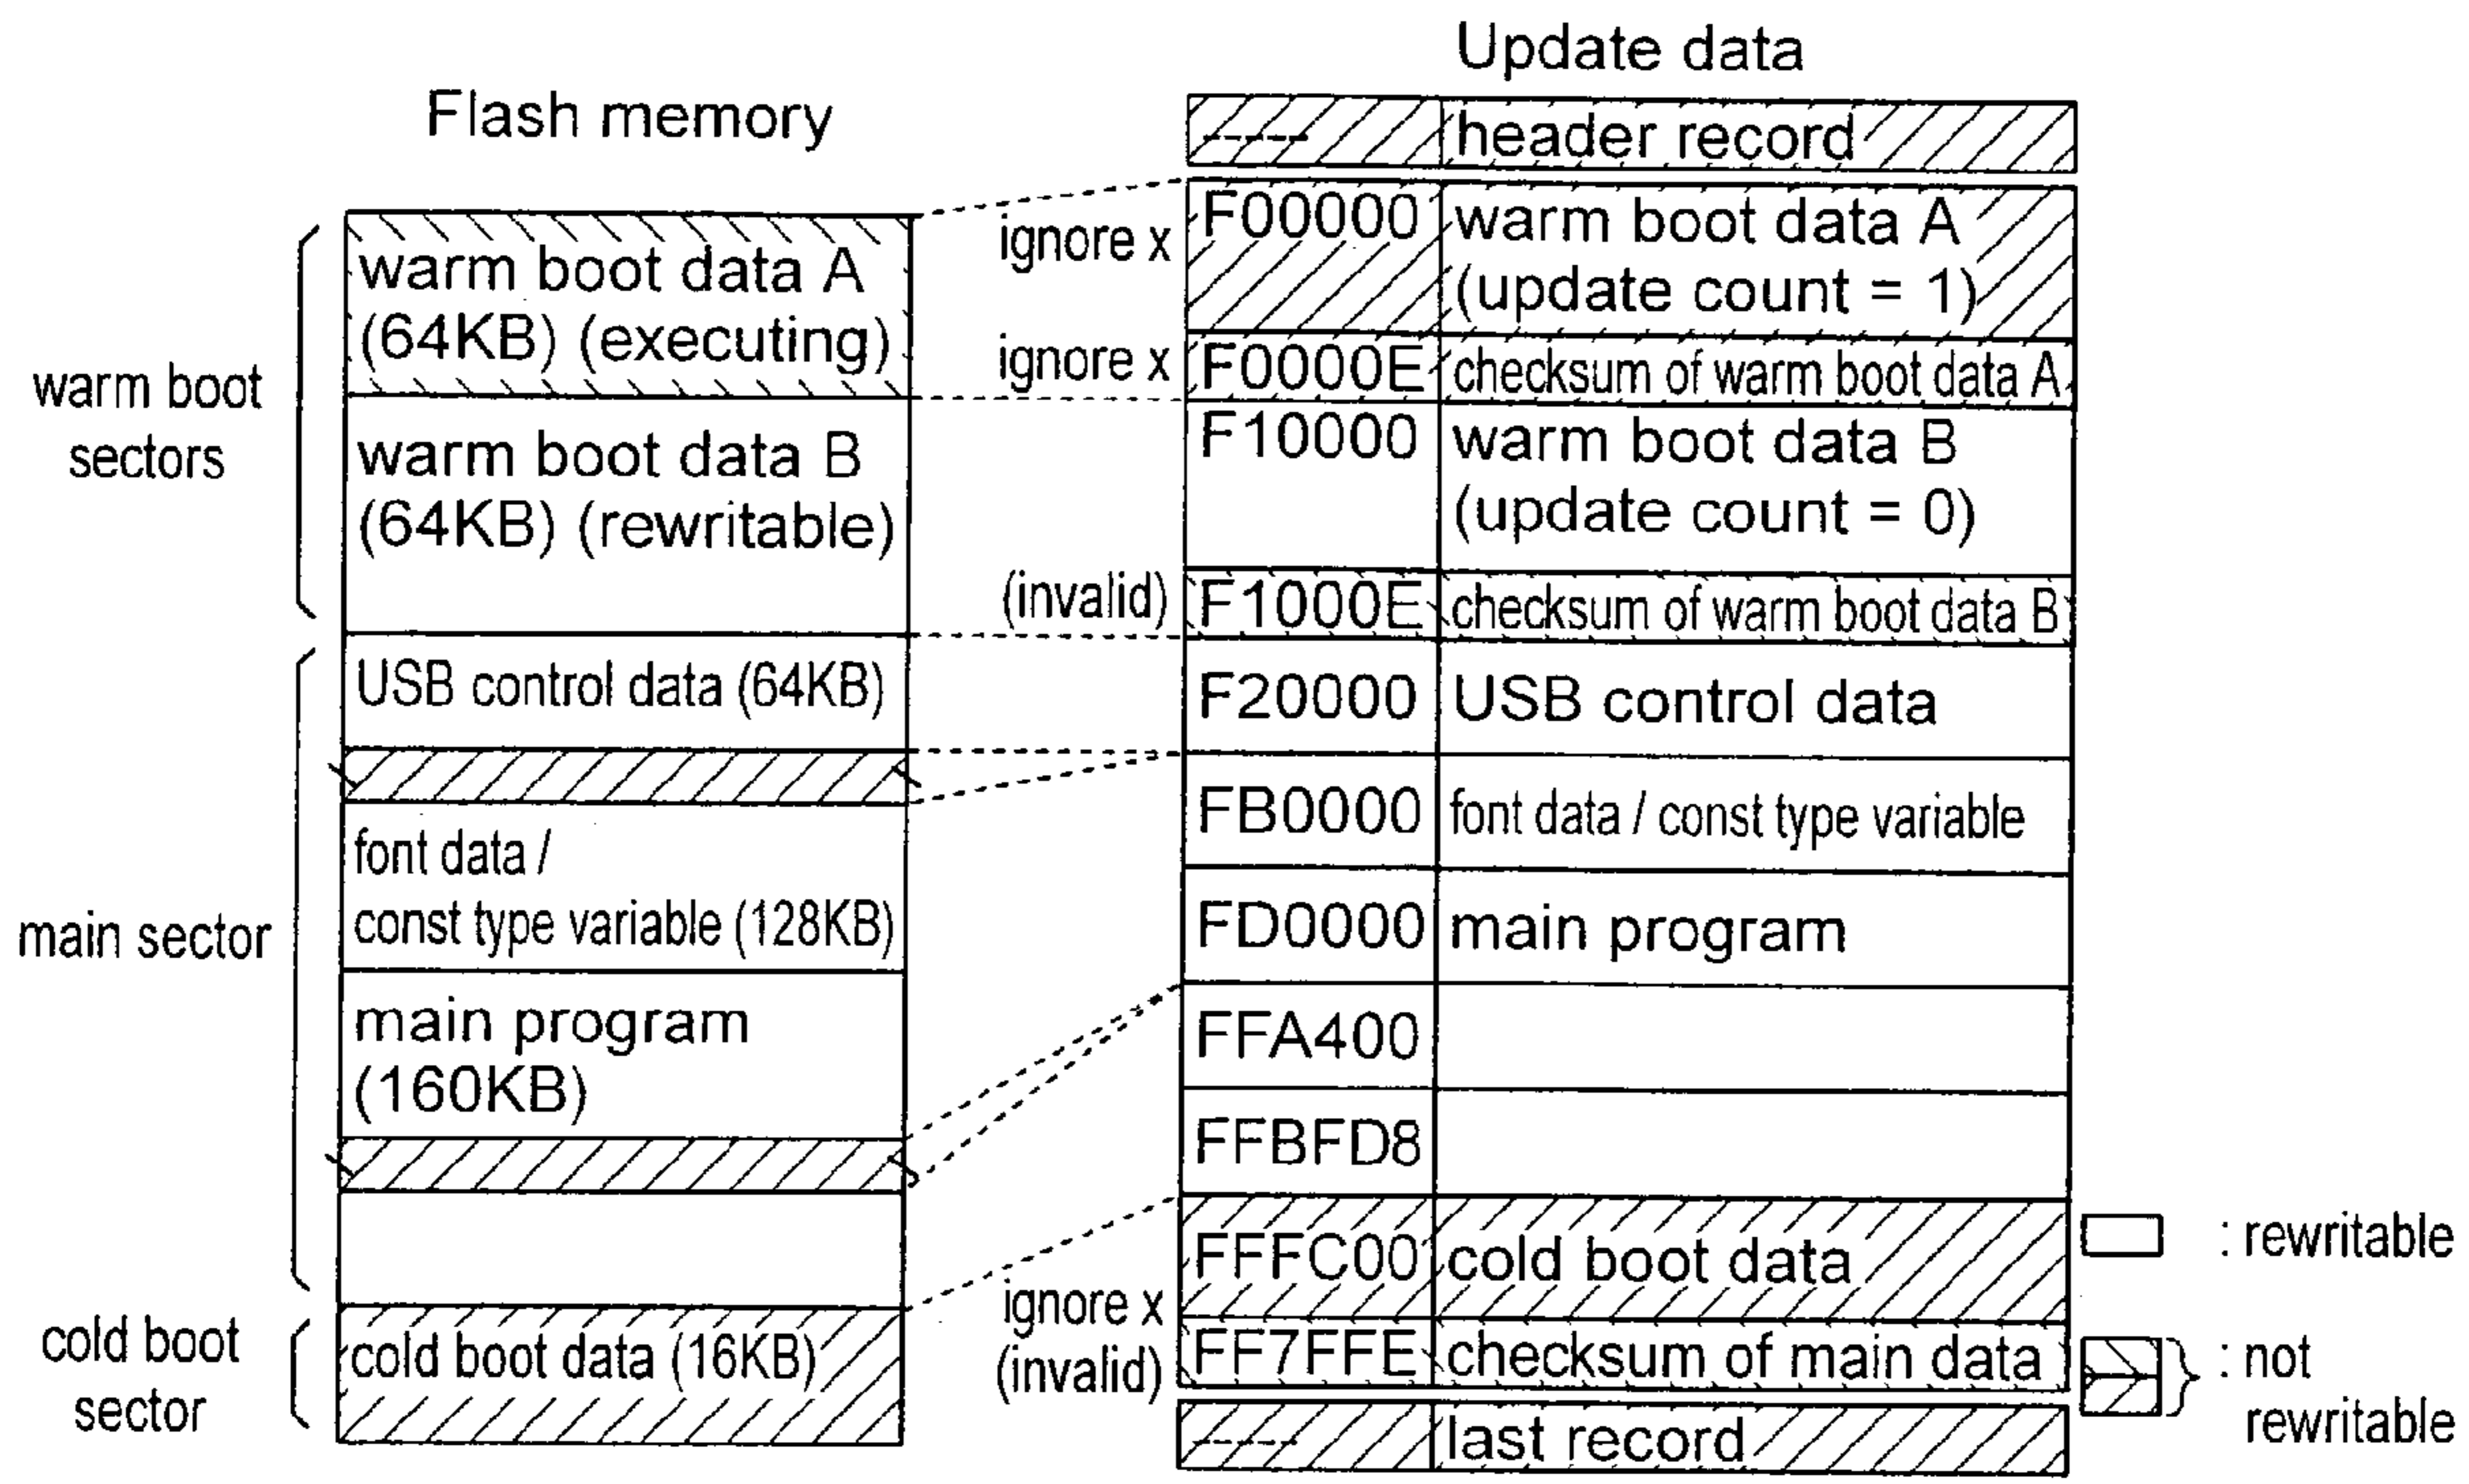 Flash memory
warm boot
sectors
main sector
cold boot
sector
warm boot data A
(64KB) (executing)
warm boot data B
(64KB) (rewritable)
USB control data (64KB)
font data /
const type variable (128KB)
main program
(160KB)
cold boot data (16KB)
ignore x
ignore x
(invalid)
ignore x
(invalid)
Update data
------ header record
F00000 warm boot data A
(update count = 1)
F0000E checksum of warm boot data A
F10000 warm boot data B
(update count = 0)
F1000E checksum of warm boot data B
F20000 USB control data
FB0000 font data / const type variable
FD0000 main program
FFA400
FFBFD8
FFFC00 cold boot data
FF7FFE checksum of main data
------ last record
: rewritable
: not
rewritable